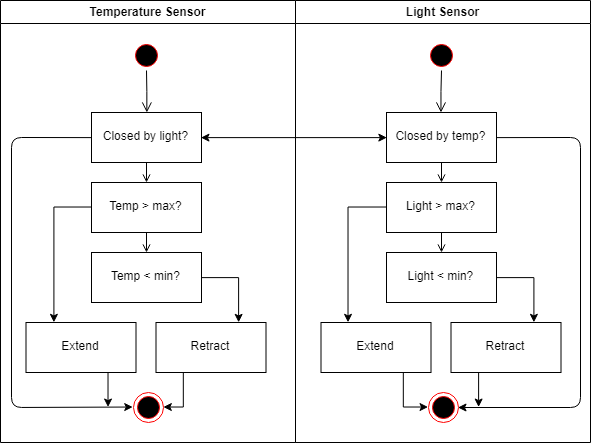 Temperature Sensor
Light Sensor
Closed by light?
Closed by temp?
Temp > max?
Light > max?
Temp < min?
Light < min?
Extend
Retract
Extend
Retract